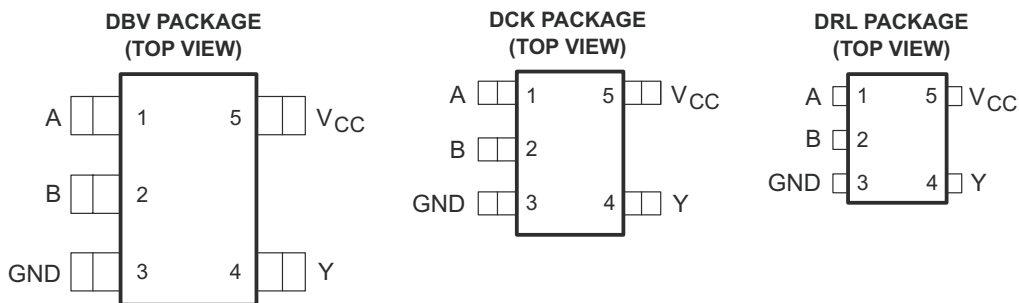 DBV PACKAGE
(TOP VIEW)
A 1 5 VCC
B 2
GND 3 4 Y
DCK PACKAGE
(TOP VIEW)
A 1 5 VCC
B 2
GND 3 4 Y
DRL PACKAGE
(TOP VIEW)
A 1 5 VCC
B 2
GND 3 4 Y